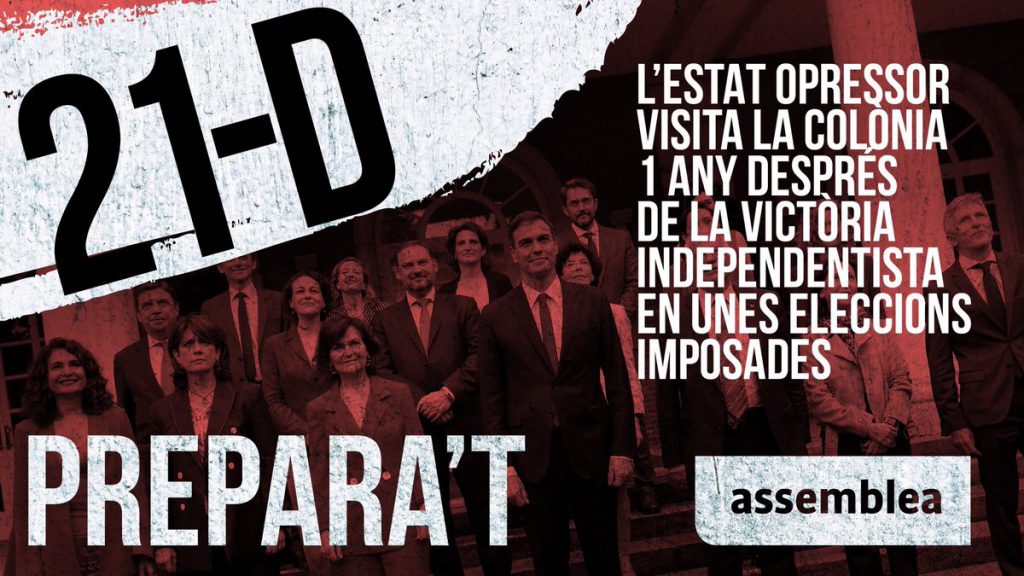 21-D
L'ESTAT OPRESSOR
VISITA LA COLÒNIA
1 ANY DESPRÉS
DE LA VICTÒRIA
INDEPENDENTISTA
EN UNES ELECCIONS
IMPOSADES
PREPARA'T
assemblea